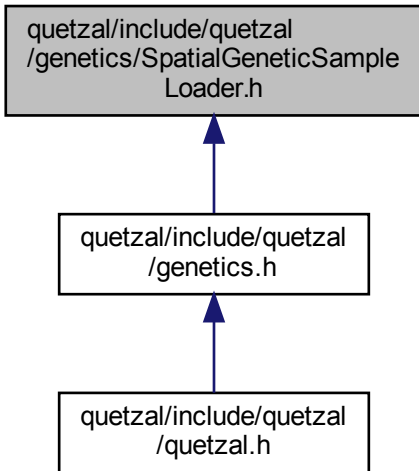 quetzal/include/quetzal
/genetics/SpatialGeneticSample
Loader.h
quetzal/include/quetzal
/genetics.h
quetzal/include/quetzal
/quetzal.h